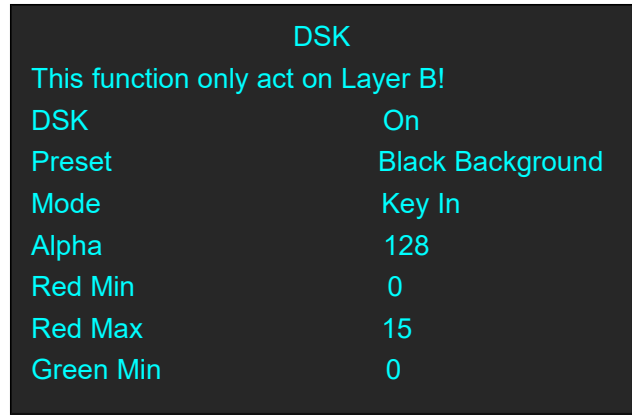 DSK
This function only act on Layer B!
DSK On
Preset Black Background
Mode Key In
Alpha 128
Red Min 0
Red Max 15
Green Min 0